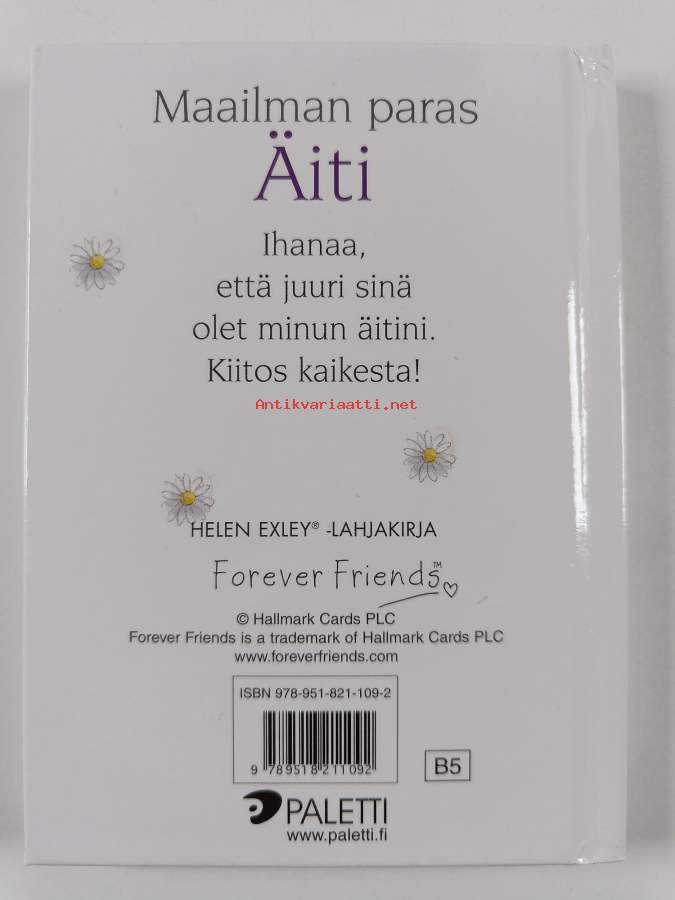 Maailman paras
Äiti
Ihanaa,
että juuri sinä
olet minun äitini.
Kiitos kaikesta!
Antikvariaatti.net
HELEN EXLEY® -LAHJAKIRJA
Forever Friends™
© Hallmark Cards PLC
Forever Friends is a trademark of Hallmark Cards PLC
www.foreverfriends.com
ISBN 978-951-821-109-2
9 789518 211092
B5
PALETTI
www.paletti.fi